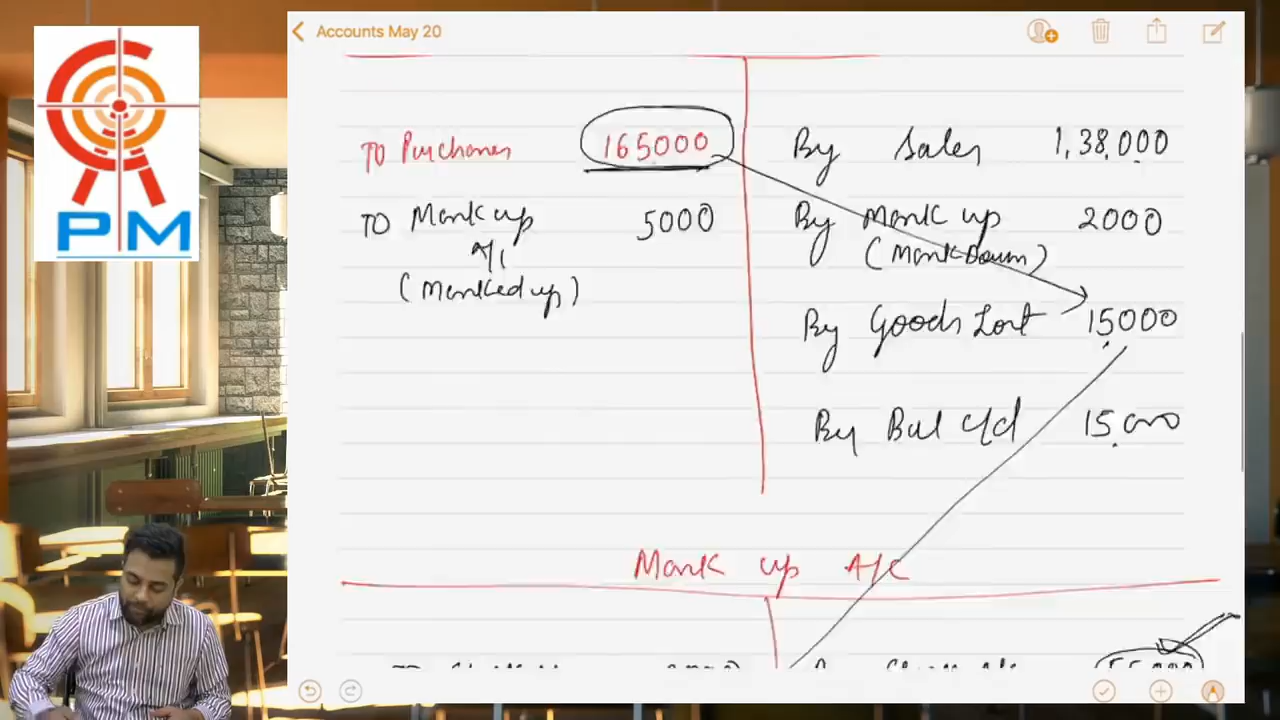 Accounts May 20
PM
To Purchases 165000
By Sales 1,38,000
To Mark up A/c 5000
(Marked up)
By Mark up 2000
(Mark Down)
By Goods Lost 15000
By Bal c/d 15,000
Mark up A/c